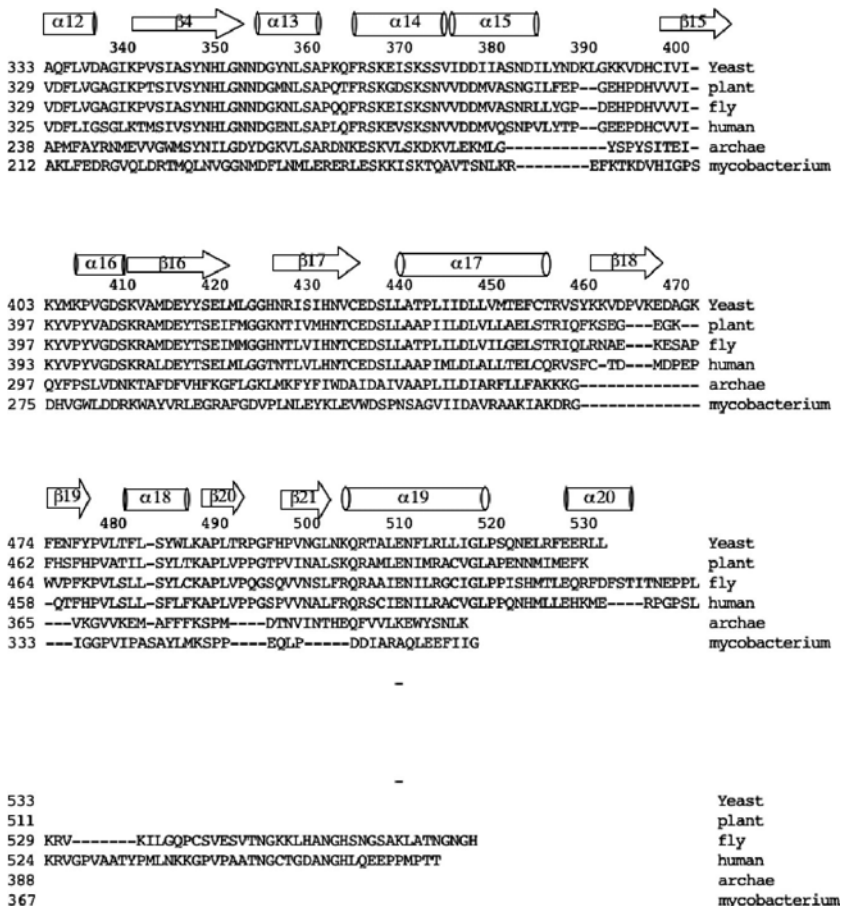 α12 β4 α13 α14 α15 β15
340 350 360 370 380 390 400
333 AQFLVDAGIKPVSIASYNHLGNNDGYNLSAPKQFRSKEISKSSVIDDIIASNDILYNDKLGKKVDHCIVI- Yeast
329 VDFLVGAGIKPTSIVSYNHLGNNDGMNLSAPQTFRSKGDSKSNVVDDMVASNGILFEP--GEHPDHVVVI- plant
329 VDFLVGAGIKPVSIASYNHLGNNDGKNLSAPQQFRSKEISKSNVVDDMVASNRLLYGP--DEHPDHVVVI- fly
325 VDFLIGSGLKTMSIVSYNHLGNNDGENLSAPLQFRSKEVSKSNVVDDMVQSNPVLYTP--GEEPDHCVVI- human
238 APMFAYRNMEVVGWMSYNILGDYDGKVLSARDNKESKVLSKDKVLEKMLG-----------YSPYSITEI- archae
212 AKLFEDRGVQLDRTMQLNVGGNMDFLNMLERERLESKKISKTQAVTSNLKR--------EFKTKDVHIGPS mycobacterium
α16 β16 β17 α17 β18
410 420 430 440 450 460 470
403 KYMKPVGDSKVAMDEYYSELMLGGHNRISIHNVCEDSLLATPLIIDLLVMTEFCTRVSYKKVDPVKEDAGK Yeast
397 KYVPYVADSKRAMDEYTSEIFMGGKNTIVMHNTCEDSLLAAPIILDLVLLAELSTRIQFKSEG---EGK-- plant
397 KYVPYVGDSKRAMDEYTSEIMMGGHNTLVIHNTCEDSLLATPLILDLVILGELSTRIQLRNAE---KESAP fly
393 KYVPYVGDSKRALDEYTSELMLGGTNTLVLHNTCEDSLLAAPIMLDLALLTELCQRVSFC-TD---MDPEP human
297 QYFPSLVDNKTAFDFVHFKGFLGKLMKFYFIWDAIDAIVAAPLILDIARFLLFAKKKG------------- archae
275 DHVGWLDDRKWAYVRLEGRAFGDVPLNLEYKLEVWDSPNSAGVIIDAVRAAKIAKDRG------------- mycobacterium
β19 α18 β20 β21 α19 α20
480 490 500 510 520 530
474 FENFYPVLTFL-SYWLKAPLTRPGFHPVNGLNKQRTALENFLRLLIGLPSQNELRFEERLL Yeast
462 FHSFHPVATIL-SYLTKAPLVPPGTPVINALSKQRAMLENIMRACVGLAPENNMIMEFK plant
464 WVPFKPVLSLL-SYLCKAPLVPQGSQVVNSLFRQRAAIENILRGCIGLPPISHMTLEQRFDFSTITNEPPL fly
458 -QTFHPVLSLL-SFLFKAPLVPPGSPVVNALFRQRSCIENILRACVGLPPQNHMLLEHKME----RPGPSL human
365 ---VKGVVKEM-AFFFKSPM----DTNVINTHEQFVVLKEWYSNLK archae
333 ---IGGPVIPASAYLMKSPP----EQLP-----DDIARAQLEEFIIG mycobacterium
-
-
533 Yeast
511 plant
529 KRV-------KILGQPCSVESVTNGKKLHANGHSNGSAKLATNGNGH fly
524 KRVGPVAATYPMLNKKGPVPAATNGCTGDANGHLQEEPPMPTT human
388 archae
367 mycobacterium